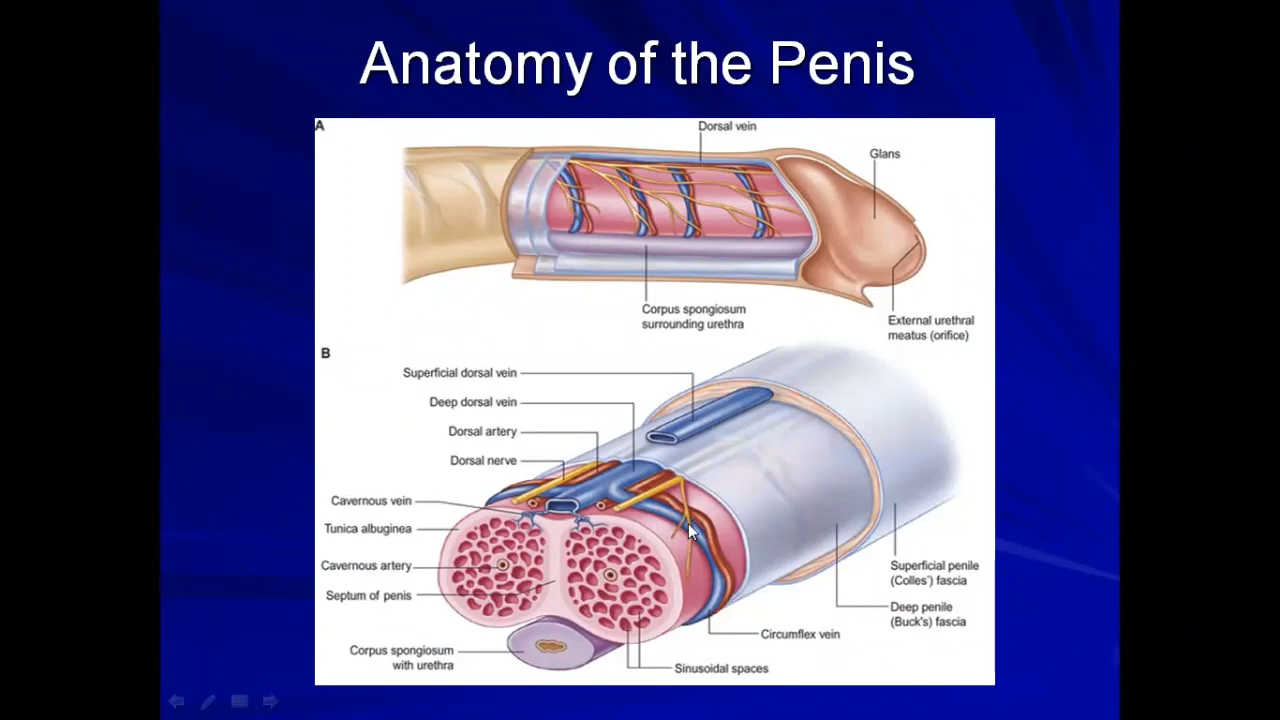 Anatomy of the Penis
A
Dorsal vein
Glans
Corpus spongiosum
surrounding urethra
External urethral
meatus (orifice)
B
Superficial dorsal vein
Deep dorsal vein
Dorsal artery
Dorsal nerve
Cavernous vein
Tunica albuginea
Cavernous artery
Septum of penis
Corpus spongiosum
with urethra
Superficial penile
(Colles') fascia
Deep penile
(Buck's) fascia
Circumflex vein
Sinusoidal spaces